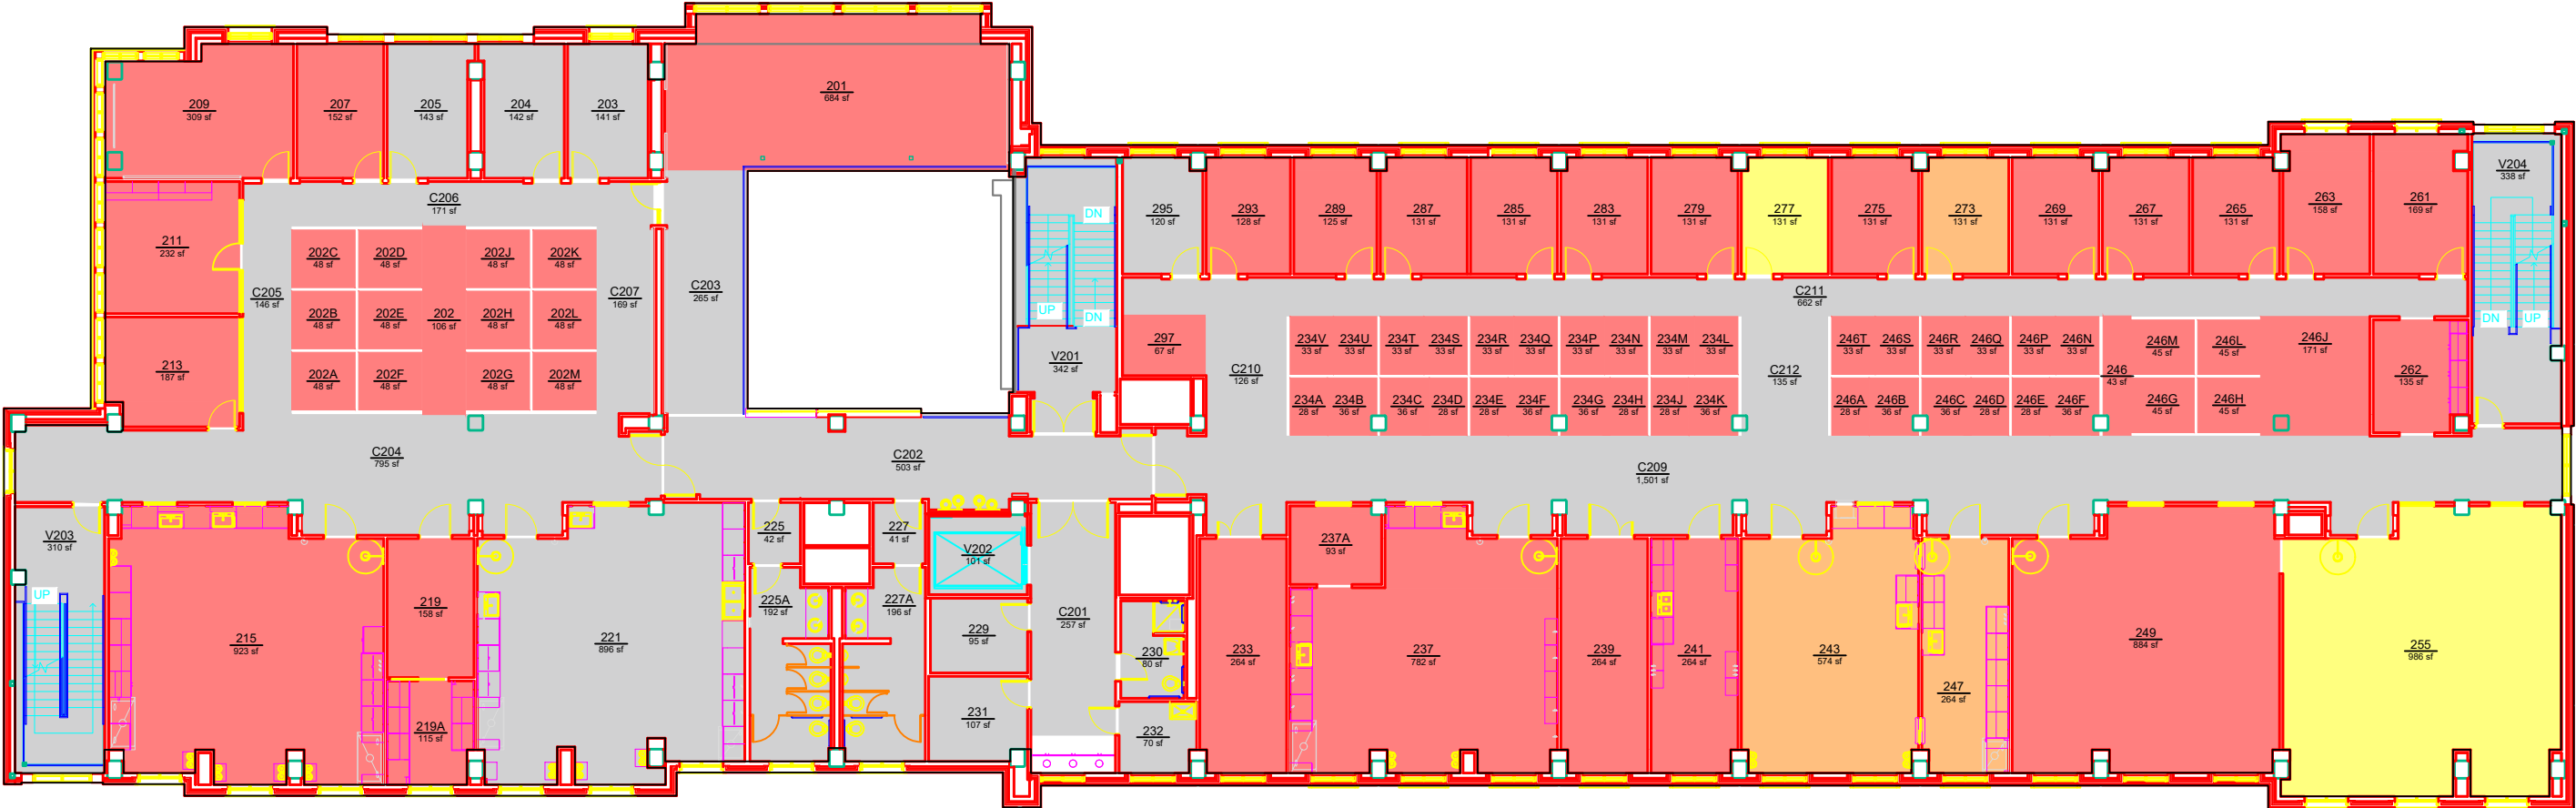 201
684 sf
209
309 sf
207
152 sf
205
143 sf
204
142 sf
203
141 sf
V204
338 sf
C206
171 sf
DN
295
120 sf
293
128 sf
289
125 sf
287
131 sf
285
131 sf
283
131 sf
279
131 sf
277
131 sf
275
131 sf
273
131 sf
269
131 sf
267
131 sf
265
131 sf
263
158 sf
261
169 sf
211
232 sf
202C
48 sf
202D
48 sf
202J
48 sf
202K
48 sf
C205
146 sf
C207
169 sf
C203
265 sf
C211
662 sf
UP
DN
DN
UP
202B
48 sf
202E
48 sf
202
106 sf
202H
48 sf
202L
48 sf
297
67 sf
234V
33 sf
234U
33 sf
234T
33 sf
234S
33 sf
234R
33 sf
234Q
33 sf
234P
33 sf
234N
33 sf
234M
33 sf
234L
33 sf
246T
33 sf
246S
33 sf
246R
33 sf
246Q
33 sf
246P
33 sf
246N
33 sf
246M
45 sf
246L
45 sf
246J
171 sf
V201
342 sf
213
187 sf
202A
48 sf
202F
48 sf
202G
48 sf
202M
48 sf
C210
126 sf
C212
135 sf
246
43 sf
262
135 sf
234A
28 sf
234B
36 sf
234C
36 sf
234D
28 sf
234E
28 sf
234F
36 sf
234G
36 sf
234H
28 sf
234J
28 sf
234K
36 sf
246A
28 sf
246B
36 sf
246C
36 sf
246D
28 sf
246E
28 sf
246F
36 sf
246G
45 sf
246H
45 sf
C204
795 sf
C202
503 sf
C209
1,501 sf
V203
310 sf
225
42 sf
227
41 sf
V202
101 sf
237A
93 sf
UP
219
158 sf
225A
192 sf
227A
196 sf
C201
257 sf
229
95 sf
215
923 sf
221
896 sf
230
80 sf
233
264 sf
237
782 sf
239
264 sf
241
264 sf
243
574 sf
249
884 sf
255
986 sf
247
264 sf
219A
115 sf
231
107 sf
232
70 sf